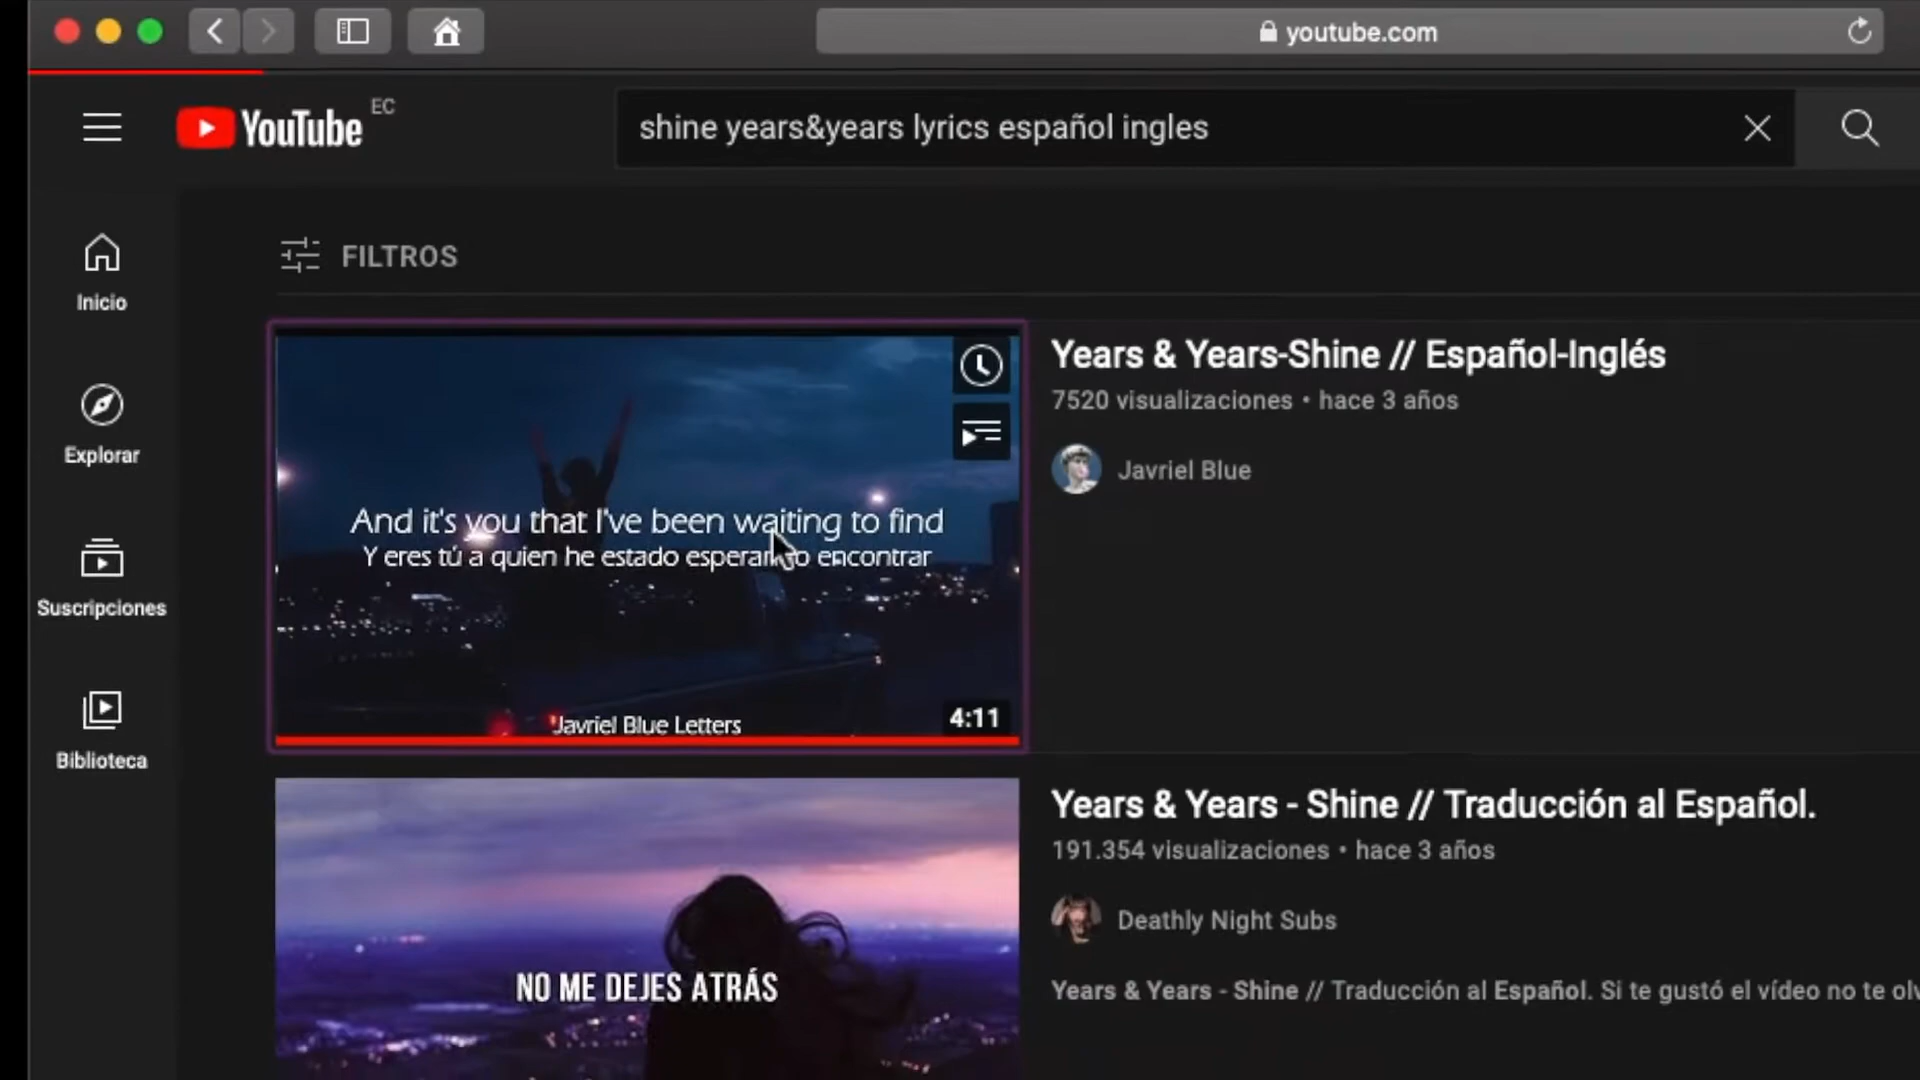 youtube.com
YouTube EC
shine years&years lyrics español ingles
FILTROS
Inicio
Explorar
Suscripciones
Biblioteca
And it's you that I've been waiting to find
Y eres tú a quien he estado esperando encontrar
Javriel Blue Letters
4:11
Years & Years-Shine // Español-Inglés
7520 visualizaciones • hace 3 años
Javriel Blue
NO ME DEJES ATRÁS
Years & Years - Shine // Traducción al Español.
191.354 visualizaciones • hace 3 años
Deathly Night Subs
Years & Years - Shine // Traducción al Español. Si te gustó el vídeo no te